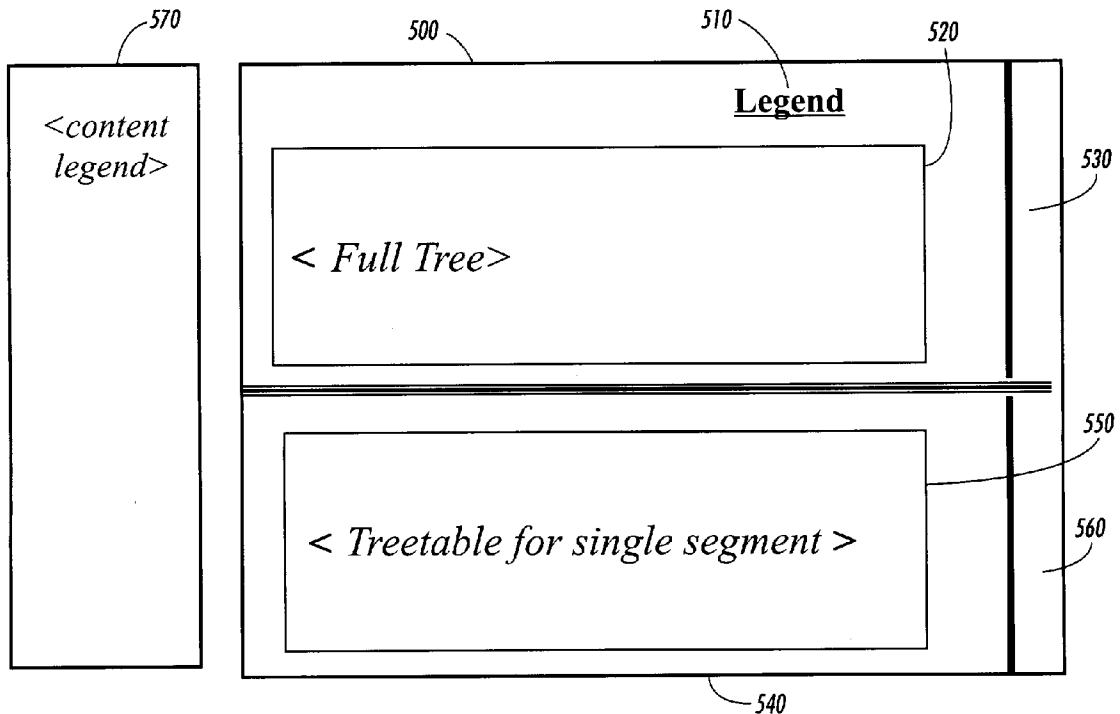 570
500
510
520
<content
legend>
Legend
530
< Full Tree>
550
< Treetable for single segment >
560
540